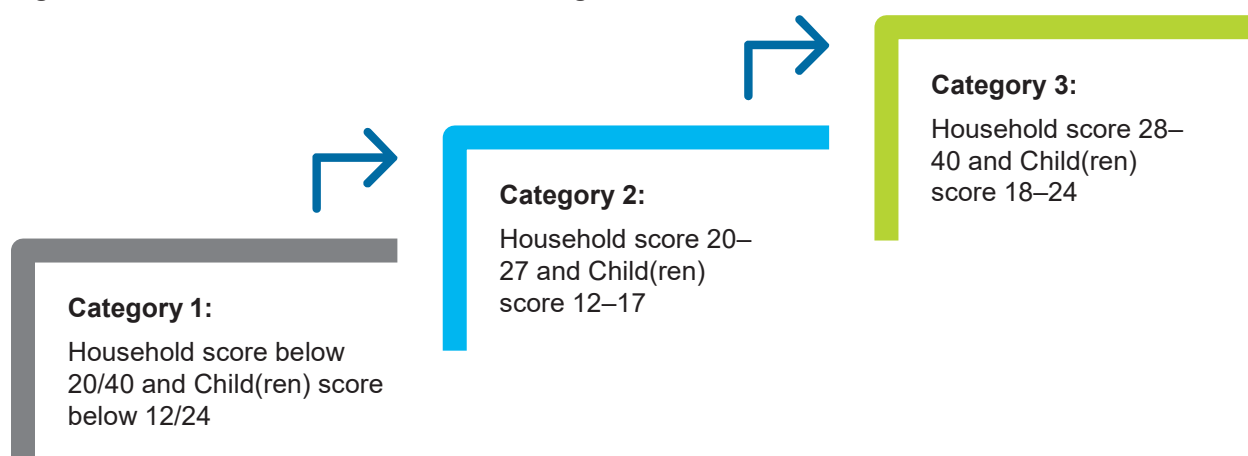 Category 1:
Household score below
20/40 and Child(ren) score
below 12/24
Category 2:
Household score 20–
27 and Child(ren)
score 12–17
Category 3:
Household score 28–
40 and Child(ren)
score 18–24